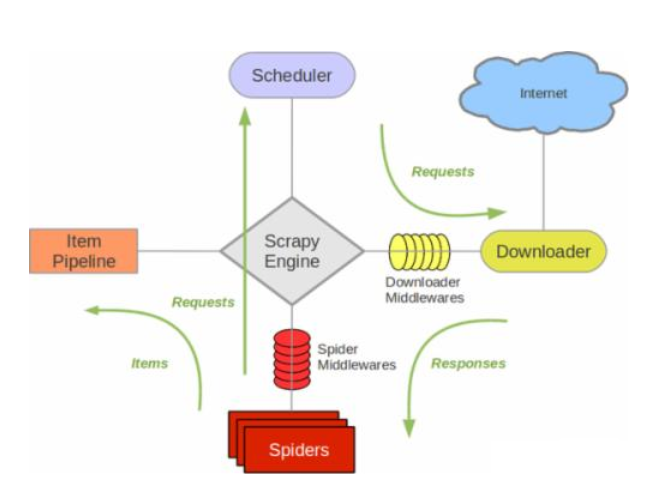 Scheduler
Internet
Requests
Item
Pipeline
Scrapy
Engine
Downloader
Downloader
Middlewares
Requests
Spider
Middlewares
Items
Responses
Spiders